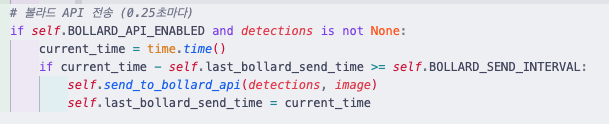 # 볼라드 API 전송 (0.25초마다)
if self.BOLLARD_API_ENABLED and detections is not None:
    current_time = time.time()
    if current_time - self.last_bollard_send_time >= self.BOLLARD_SEND_INTERVAL:
        self.send_to_bollard_api(detections, image)
        self.last_bollard_send_time = current_time